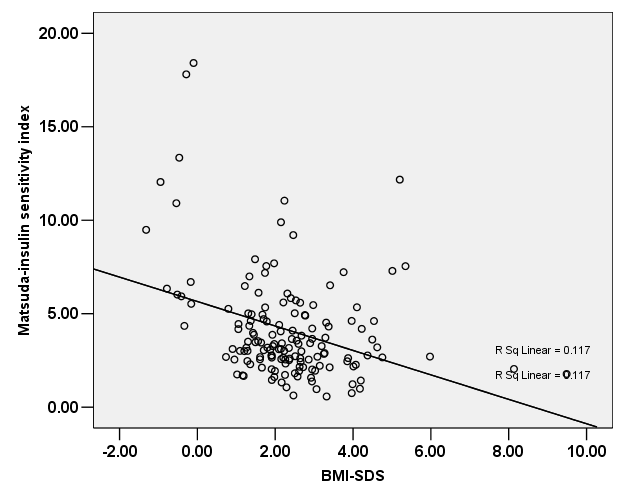 20.00
15.00
10.00
5.00
0.00
Matsuda-insulin sensitivity index
R Sq Linear = 0.117
R Sq Linear = 0.117
-2.00 0.00 2.00 4.00 6.00 8.00 10.00
BMI-SDS